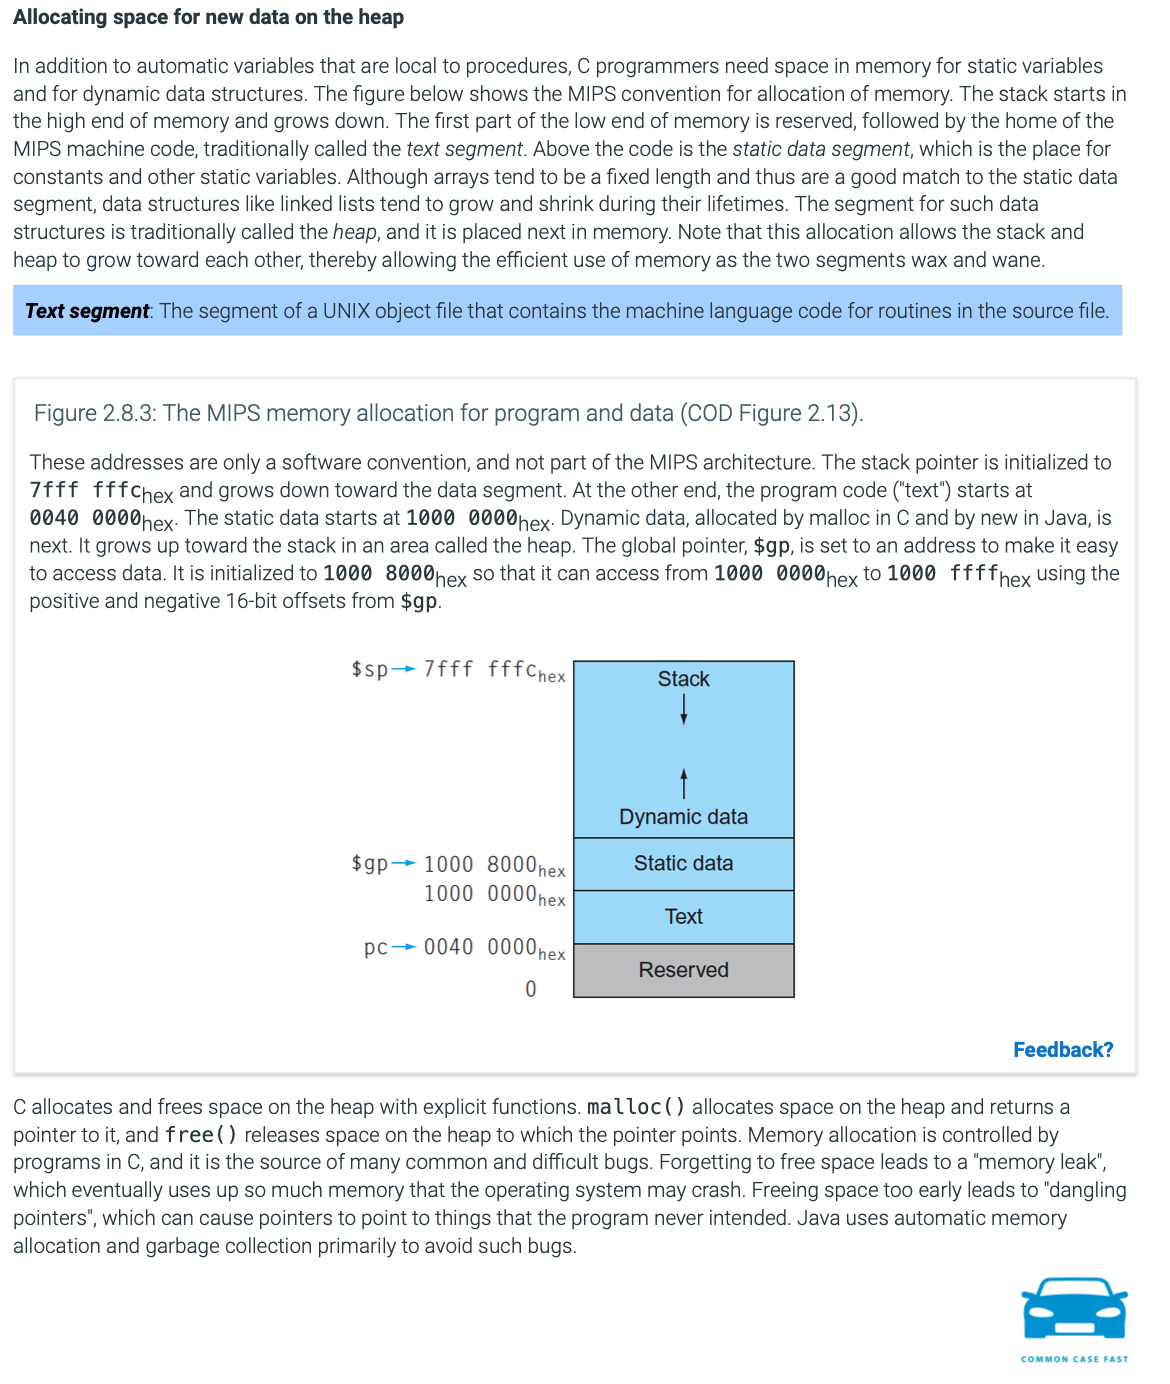 Allocating space for new data on the heap
In addition to automatic variables that are local to procedures, C programmers need space in memory for static variables
and for dynamic data structures. The figure below shows the MIPS convention for allocation of memory. The stack starts in
the high end of memory and grows down. The first part of the low end of memory is reserved, followed by the home of the
MIPS machine code, traditionally called the text segment. Above the code is the static data segment, which is the place for
constants and other static variables. Although arrays tend to be a fixed length and thus are a good match to the static data
segment, data structures like linked lists tend to grow and shrink during their lifetimes. The segment for such data
structures is traditionally called the heap, and it is placed next in memory. Note that this allocation allows the stack and
heap to grow toward each other, thereby allowing the efficient use of memory as the two segments wax and wane.
Text segment: The segment of a UNIX object file that contains the machine language code for routines in the source file.
Figure 2.8.3: The MIPS memory allocation for program and data (COD Figure 2.13).
These addresses are only a software convention, and not part of the MIPS architecture. The stack pointer is initialized to
7fff fffchex and grows down toward the data segment. At the other end, the program code ("text") starts at
0040 0000hex. The static data starts at 1000 0000hex. Dynamic data, allocated by malloc in C and by new in Java, is
next. It grows up toward the stack in an area called the heap. The global pointer, $gp, is set to an address to make it easy
to access data. It is initialized to 1000 8000hex so that it can access from 1000 0000hex to 1000 ffffhex using the
positive and negative 16-bit offsets from $gp.
$sp→ 7fff fffchex Stack
Dynamic data
$gp→ 1000 8000hex Static data
1000 0000hex
Text
pc→ 0040 0000hex
Reserved
0
Feedback?
C allocates and frees space on the heap with explicit functions. malloc() allocates space on the heap and returns a
pointer to it, and free() releases space on the heap to which the pointer points. Memory allocation is controlled by
programs in C, and it is the source of many common and difficult bugs. Forgetting to free space leads to a "memory leak",
which eventually uses up so much memory that the operating system may crash. Freeing space too early leads to "dangling
pointers", which can cause pointers to point to things that the program never intended. Java uses automatic memory
allocation and garbage collection primarily to avoid such bugs.
COMMON CASE FAST